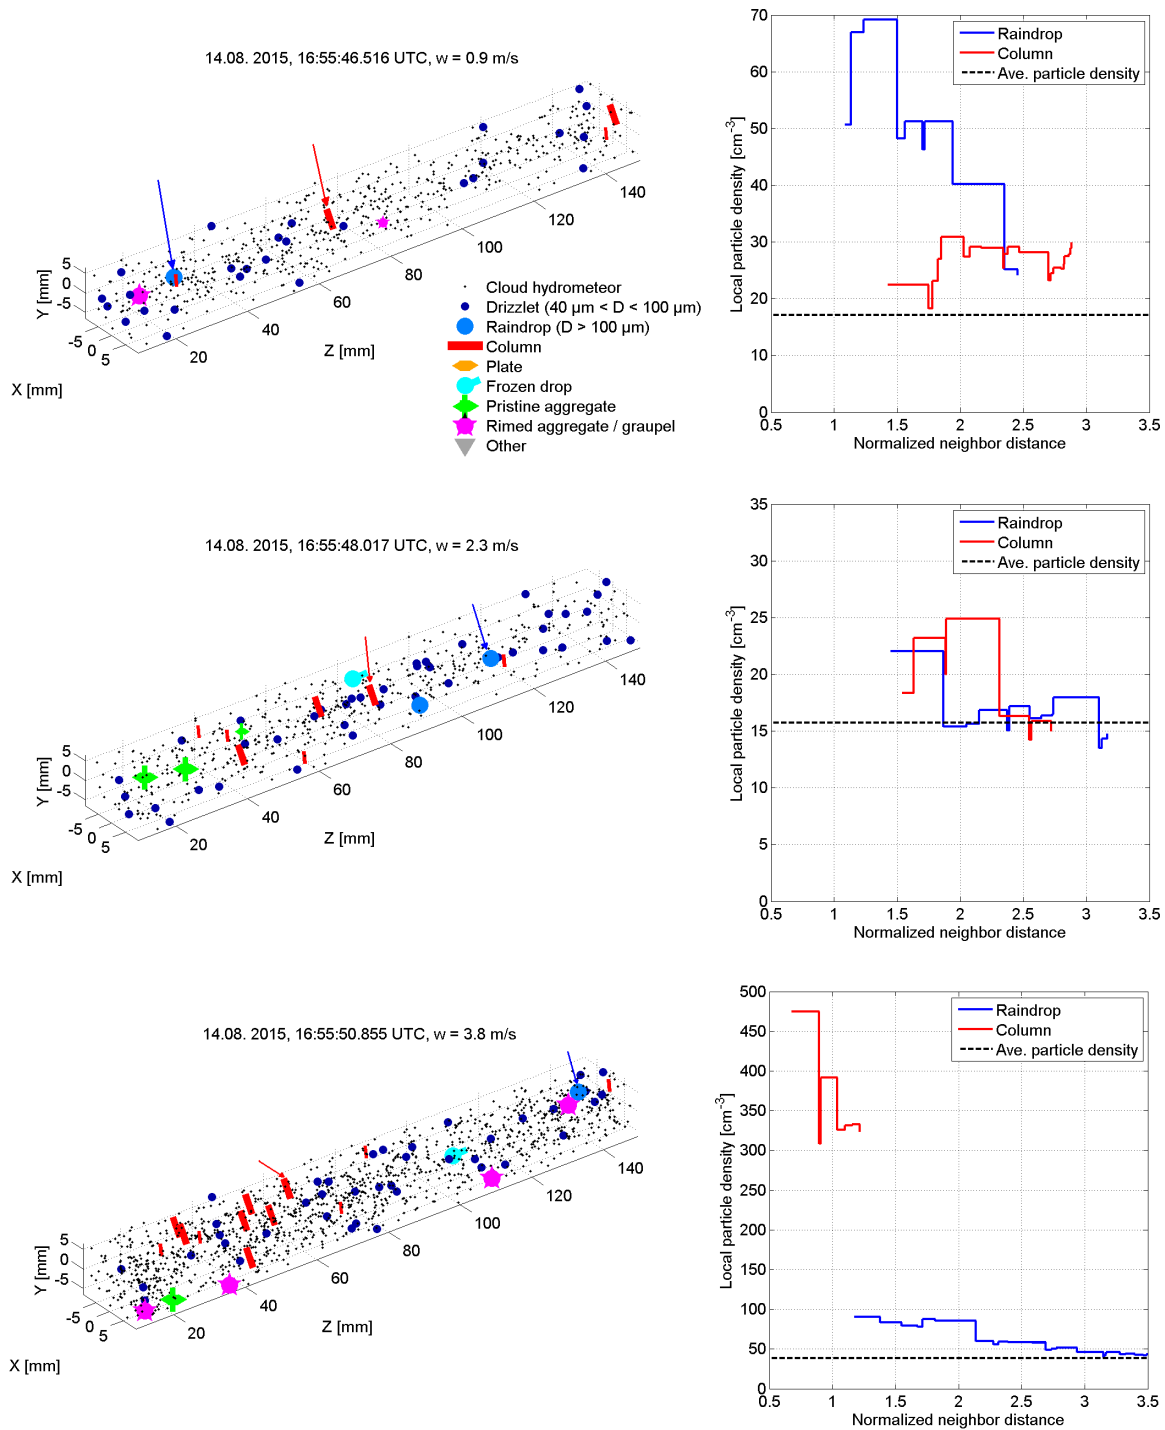 14.08. 2015, 16:55:46.516 UTC, w = 0.9 m/s
Y [mm]
5
0
-5
-5
0
5
X [mm]
20
40
60
80
100
120
140
Z [mm]
Cloud hydrometeor
Drizzlet (40 µm < D < 100 µm)
Raindrop (D > 100 µm)
Column
Plate
Frozen drop
Pristine aggregate
Rimed aggregate / graupel
Other
Local particle density [cm⁻³]
70
60
50
40
30
20
10
0
0.5
1
1.5
2
2.5
3
3.5
Normalized neighbor distance
Raindrop
Column
Ave. particle density
14.08. 2015, 16:55:48.017 UTC, w = 2.3 m/s
Y [mm]
5
0
-5
-5
0
5
X [mm]
20
40
60
80
100
120
140
Z [mm]
Local particle density [cm⁻³]
35
30
25
20
15
10
5
0
0.5
1
1.5
2
2.5
3
3.5
Normalized neighbor distance
Raindrop
Column
Ave. particle density
14.08. 2015, 16:55:50.855 UTC, w = 3.8 m/s
Y [mm]
5
0
-5
-5
0
5
X [mm]
20
40
60
80
100
120
140
Z [mm]
Local particle density [cm⁻³]
500
450
400
350
300
250
200
150
100
50
0
0.5
1
1.5
2
2.5
3
3.5
Normalized neighbor distance
Raindrop
Column
Ave. particle density